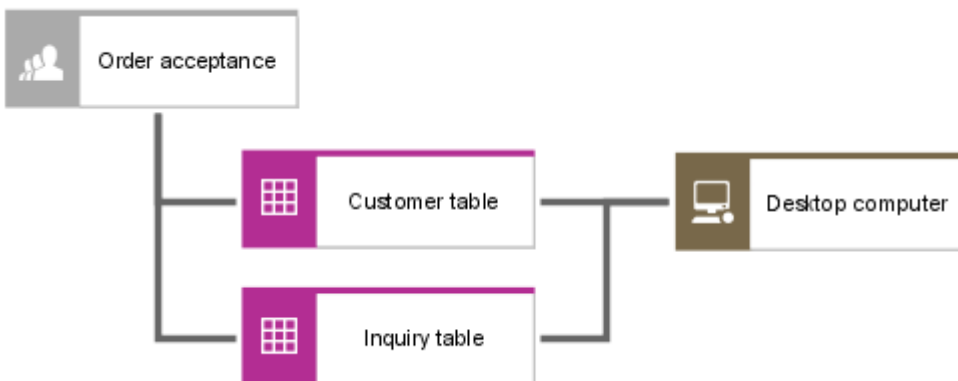 Order acceptance
Customer table
Desktop computer
Inquiry table